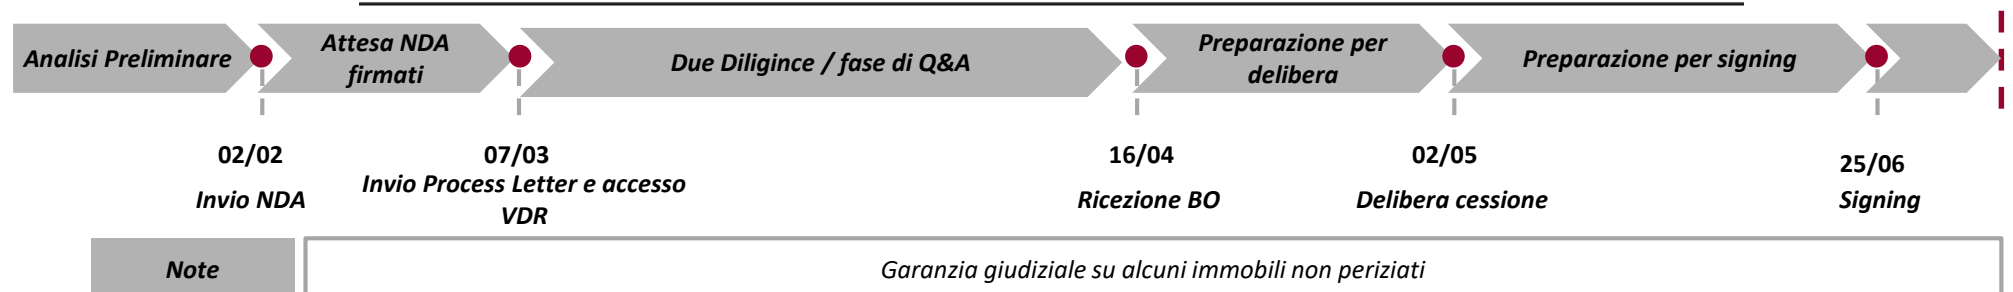 Analisi Preliminare
Attesa NDA
firmati
Due Diligince / fase di Q&A
Preparazione per
delibera
Preparazione per signing
02/02
Invio NDA
07/03
Invio Process Letter e accesso
VDR
16/04
Ricezione BO
02/05
Delibera cessione
25/06
Signing
Note
Garanzia giudiziale su alcuni immobili non periziati